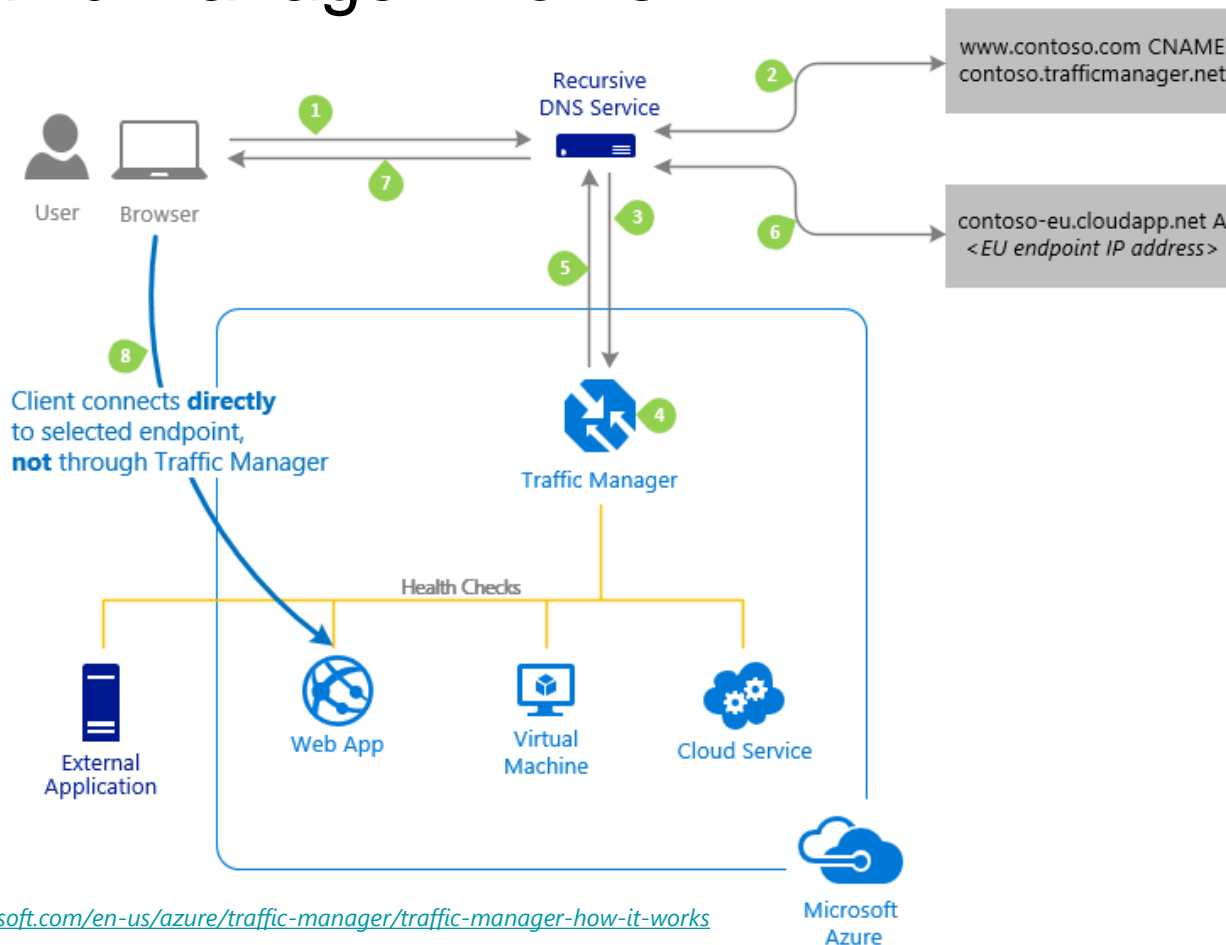 Recursive
DNS Service
www.contoso.com CNAME
contoso.trafficmanager.net
1
2
7
3
6
5
User
Browser
contoso-eu.cloudapp.net A
<EU endpoint IP address>
8
Client connects directly
to selected endpoint,
not through Traffic Manager
4
Traffic Manager
Health Checks
External
Application
Web App
Virtual
Machine
Cloud Service
Microsoft
Azure
soft.com/en-us/azure/traffic-manager/traffic-manager-how-it-works